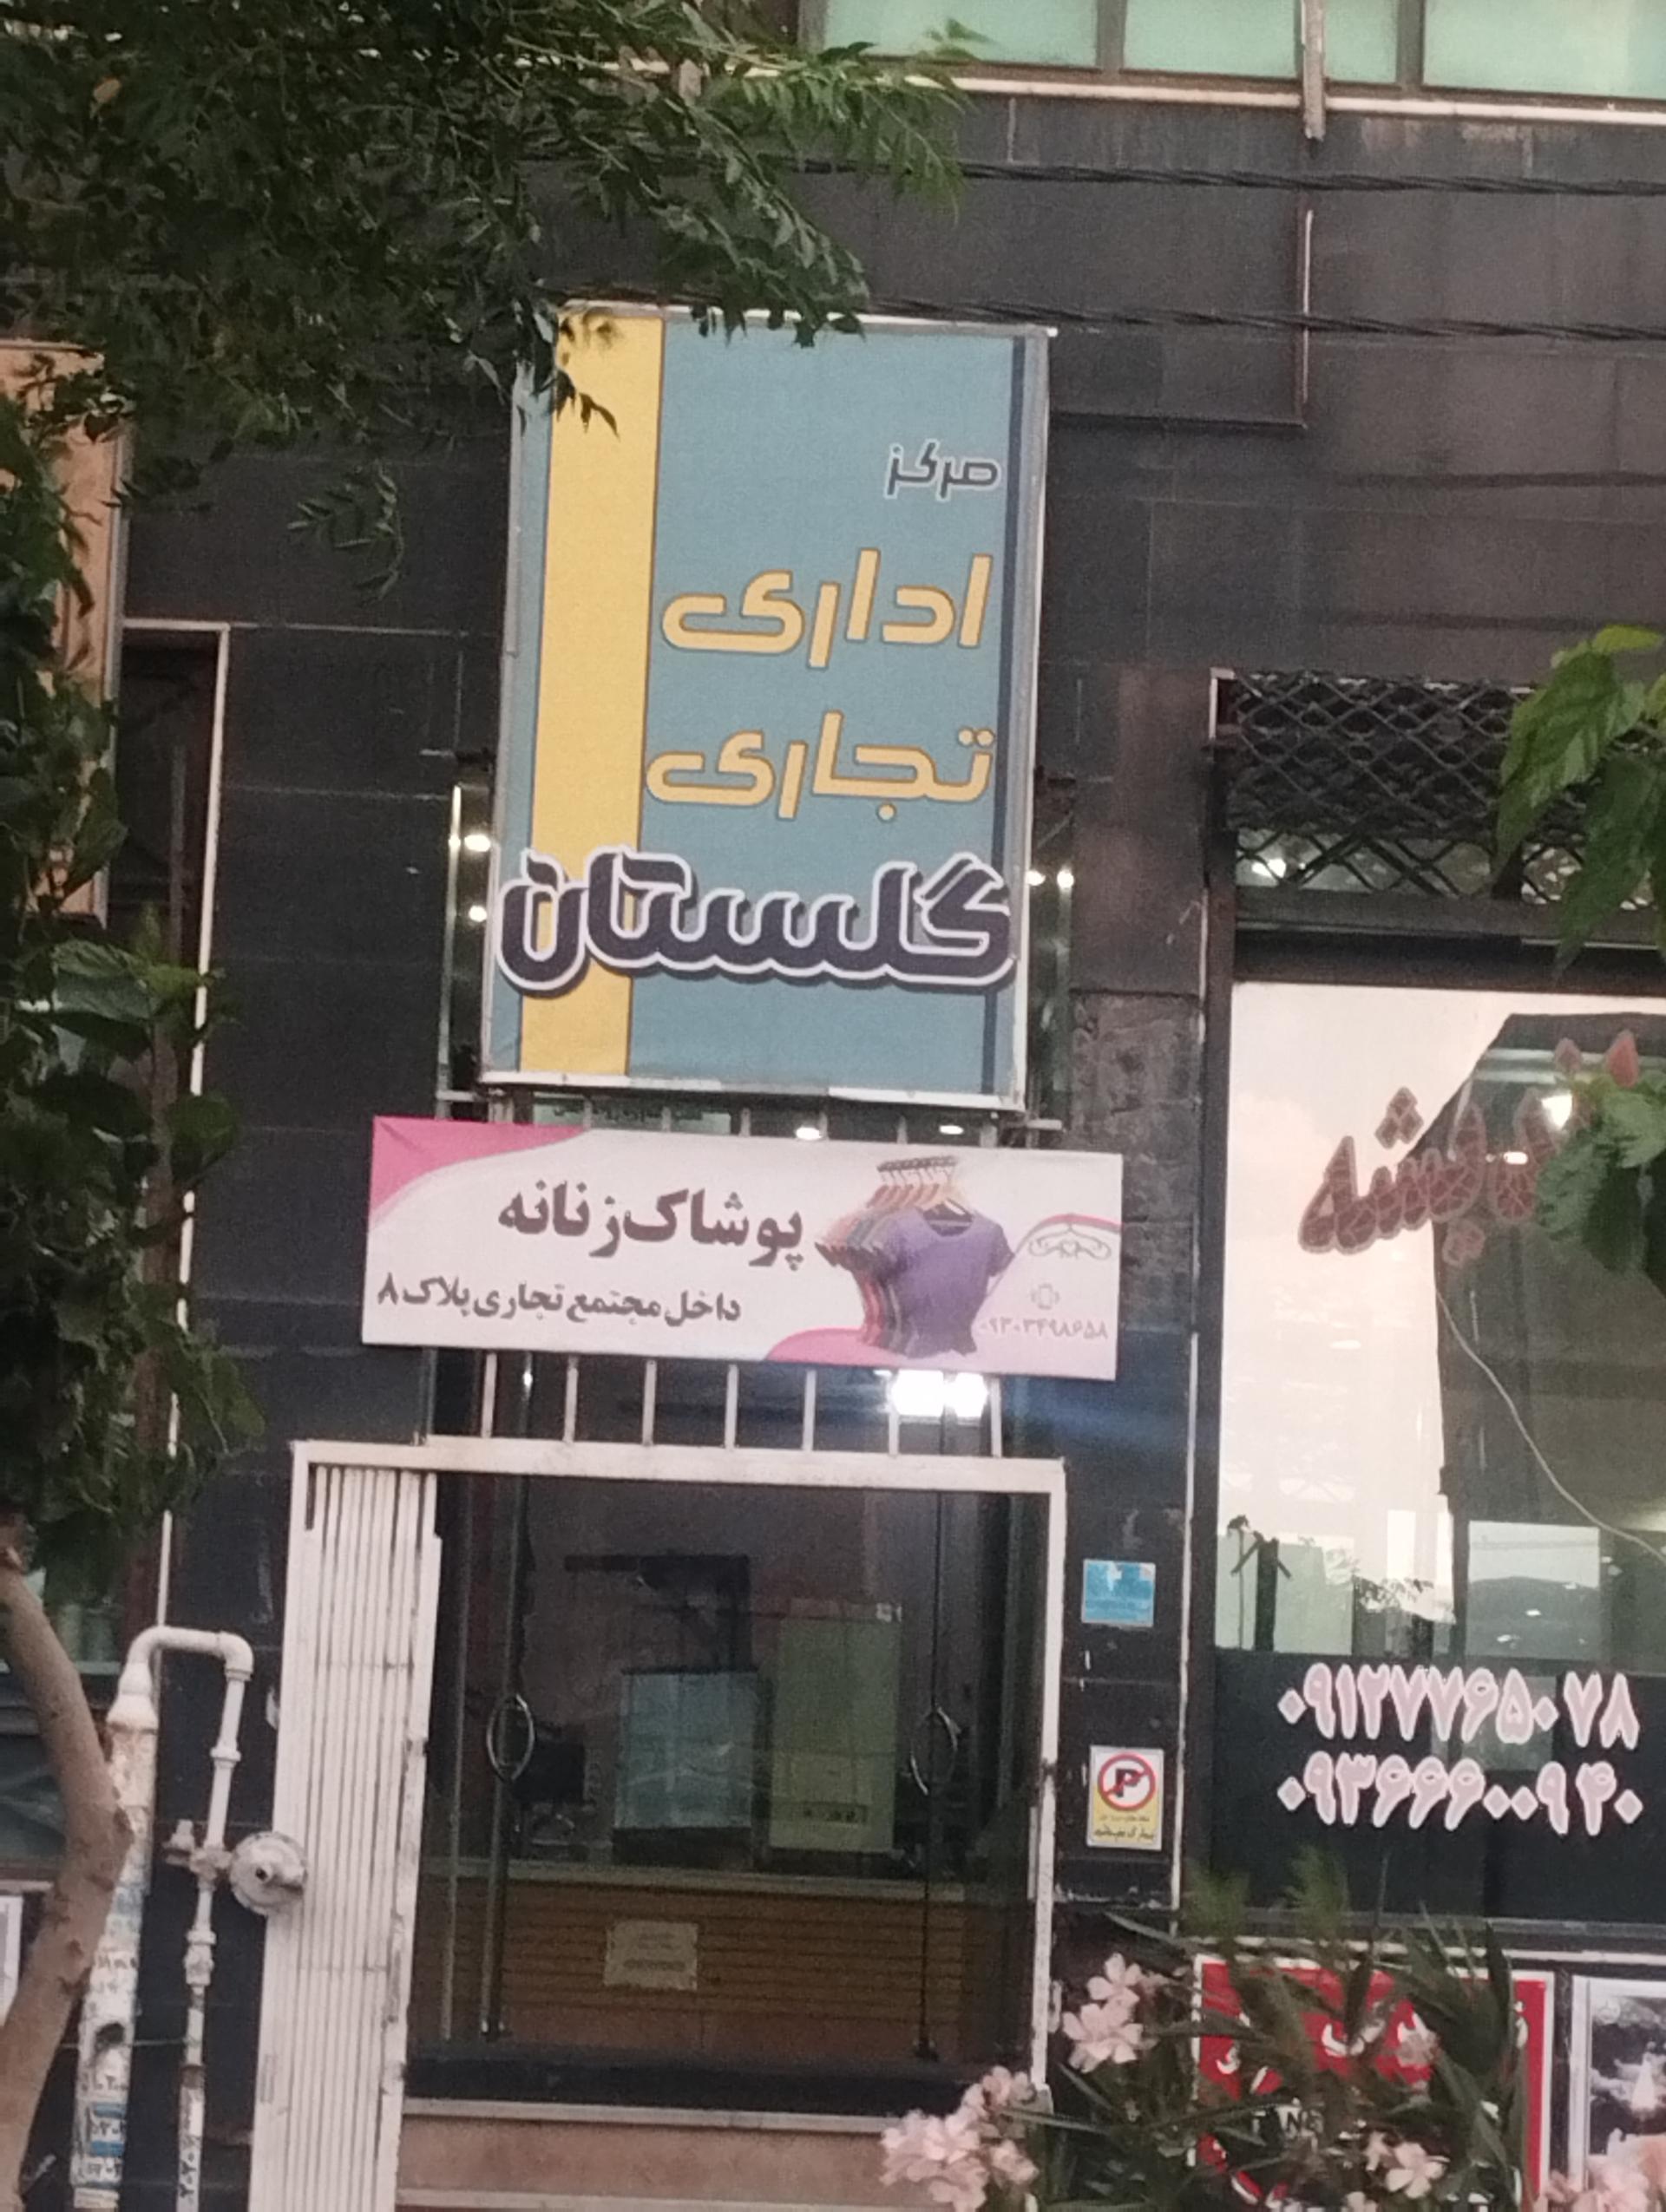 مرکز
اداری
تجاری
گلستان
پوشاک زنانه
داخل مجتمع تجاری پلاک ۸
۰۹۳۰۳۴۹۸۶۵۸
۰۹۱۲۷۷۶۵۰۷۸
۰۹۳۶۶۶۰۰۹۴۰
P